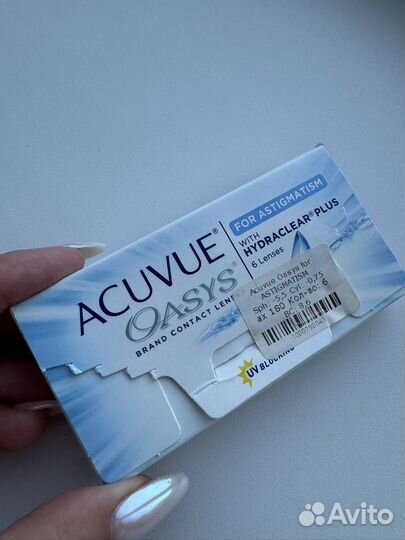 ACUVUE®
OASYS®
BRAND CONTACT LENS
FOR ASTIGMATISM
WITH
HYDRACLEAR® PLUS
6 Lenses
Acuvue Oasys for
ASTIGMATISM
Sph: -5,5 Cyl: -0,75
ax 180 Кол-во: 6
BC: 8,6
UV BLOCKING
Avito